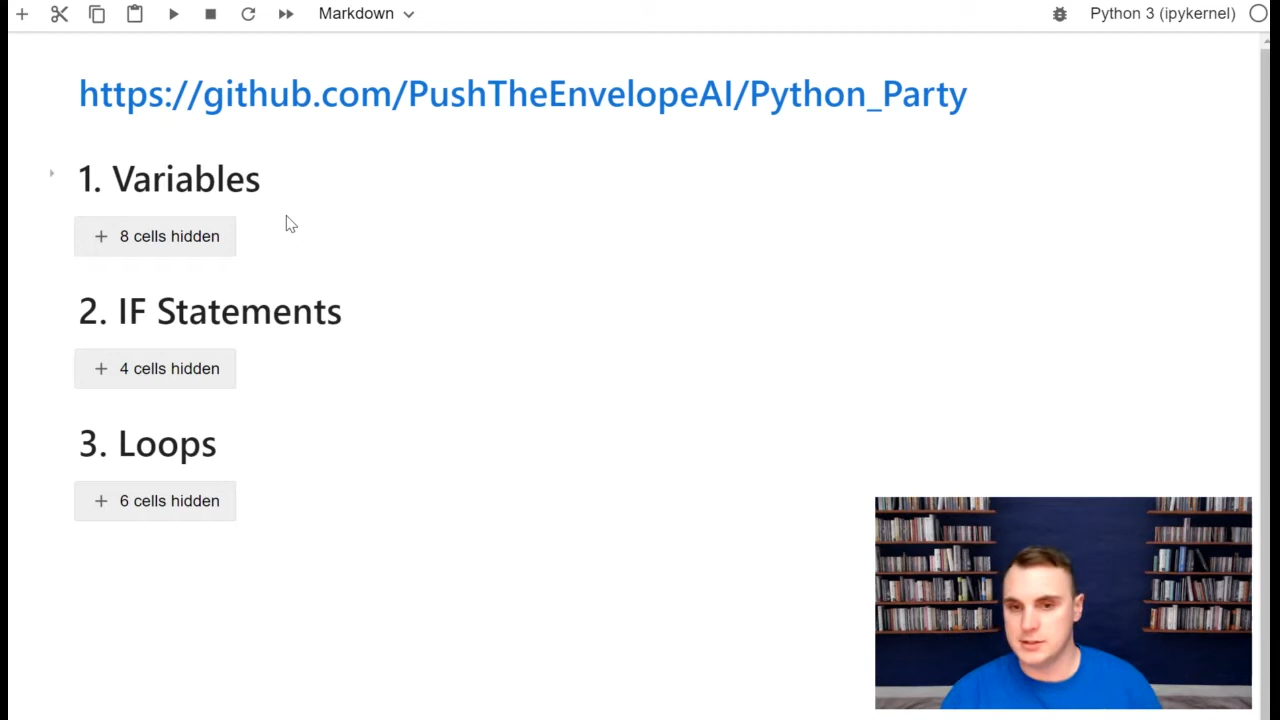 Markdown
Python 3 (ipykernel)
https://github.com/PushTheEnvelopeAI/Python_Party
1. Variables
8 cells hidden
2. IF Statements
4 cells hidden
3. Loops
6 cells hidden